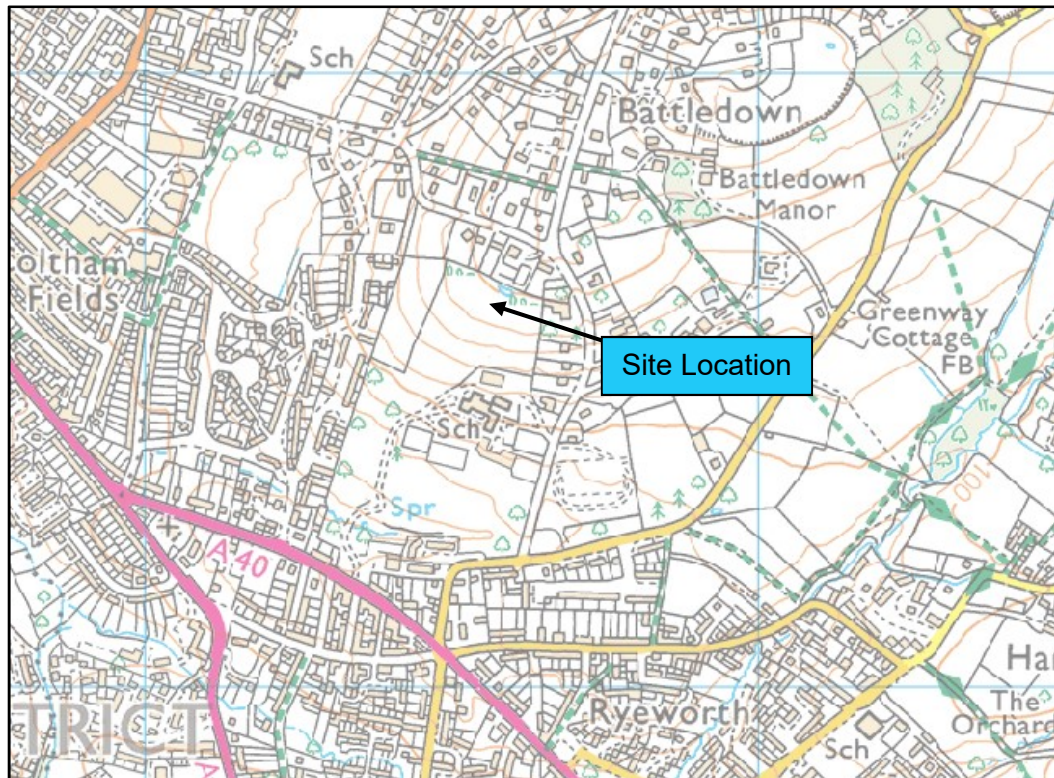 Sch
Battledown
Battledown
Manor
oltham
Fields
Greenway
Cottage
FB
Site Location
Sch
Spr
100
A 40
Ryeworth
Ha
The
Orchard
Sch
TRICT
A